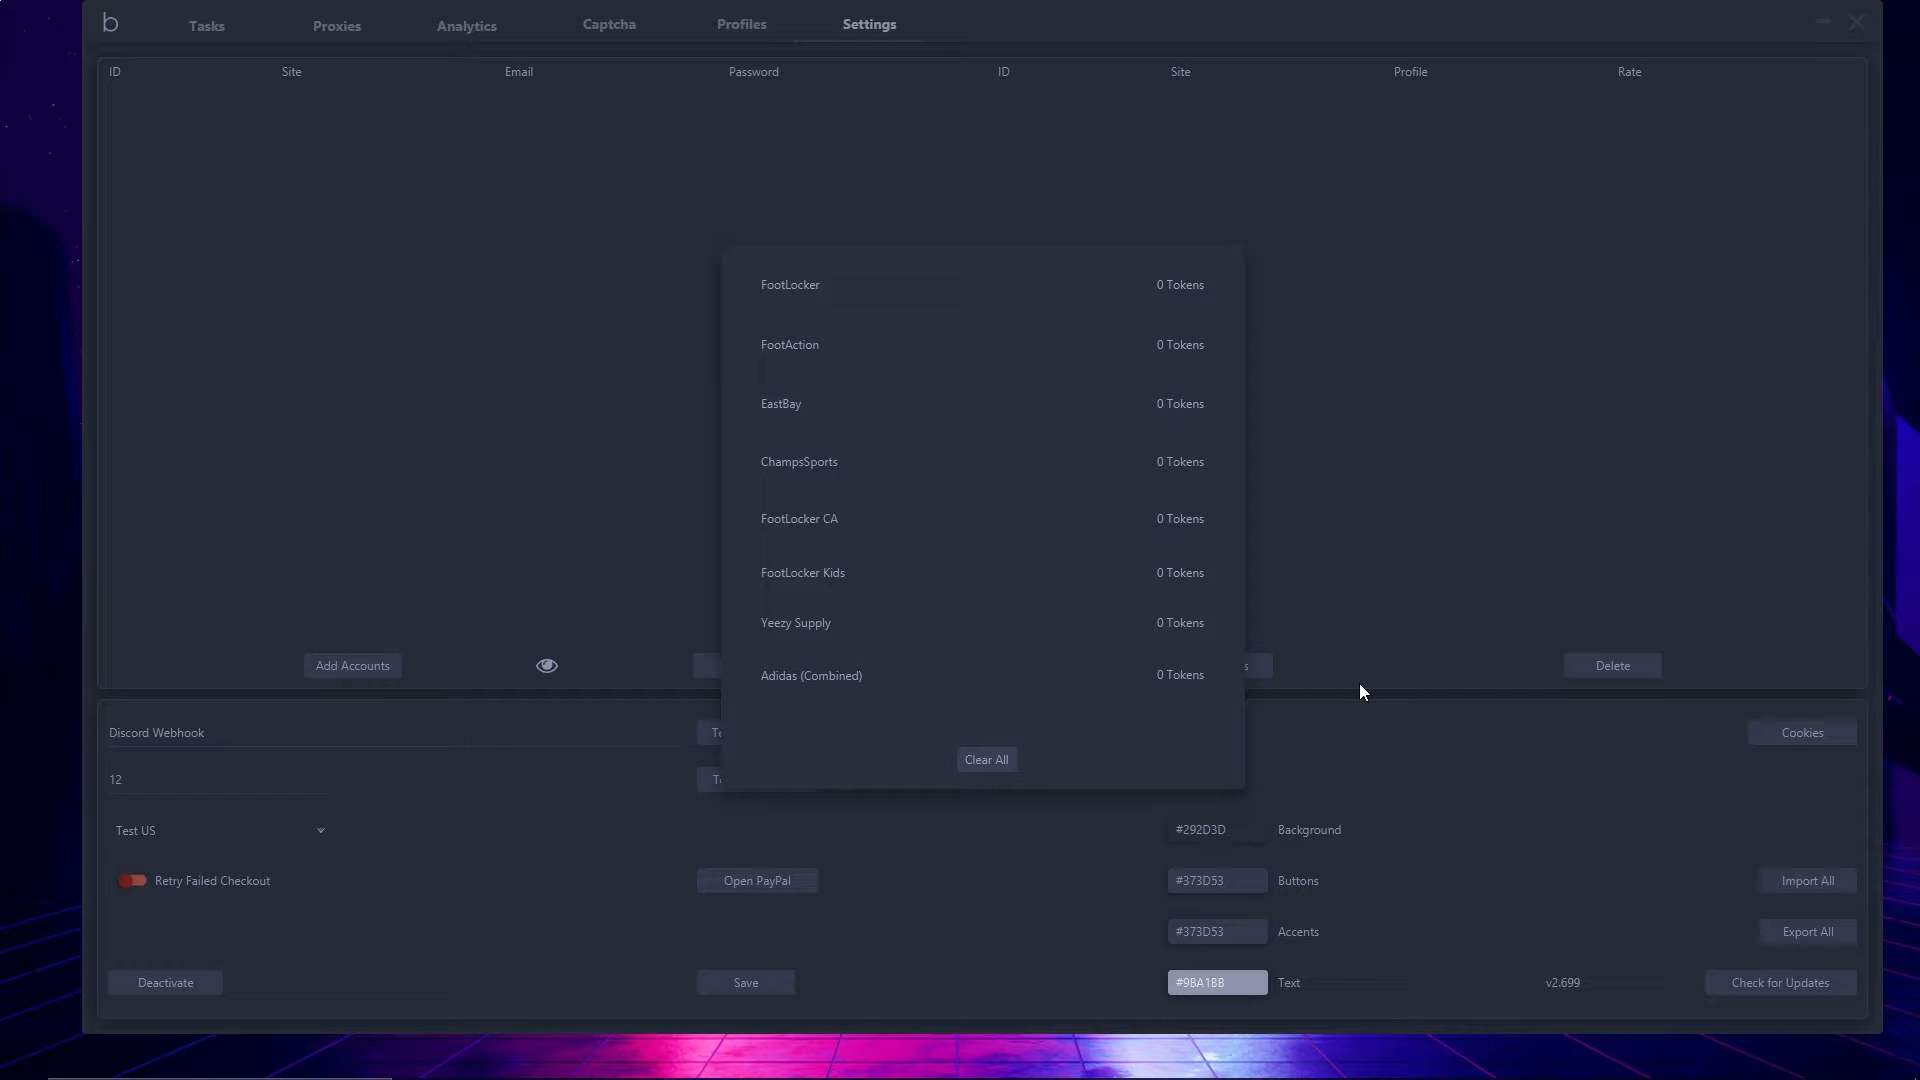 b
Tasks
Proxies
Analytics
Captcha
Profiles
Settings
ID
Site
Email
Password
ID
Site
Profile
Rate
FootLocker
0 Tokens
FootAction
0 Tokens
EastBay
0 Tokens
ChampsSports
0 Tokens
FootLocker CA
0 Tokens
FootLocker Kids
0 Tokens
Yeezy Supply
0 Tokens
Adidas (Combined)
0 Tokens
Clear All
Add Accounts
Delete
Discord Webhook
Cookies
12
Test US
#292D3D
Background
Retry Failed Checkout
Open PayPal
#373D53
Buttons
Import All
#373D53
Accents
Export All
Deactivate
Save
#9BA1BB
Text
v2.699
Check for Updates